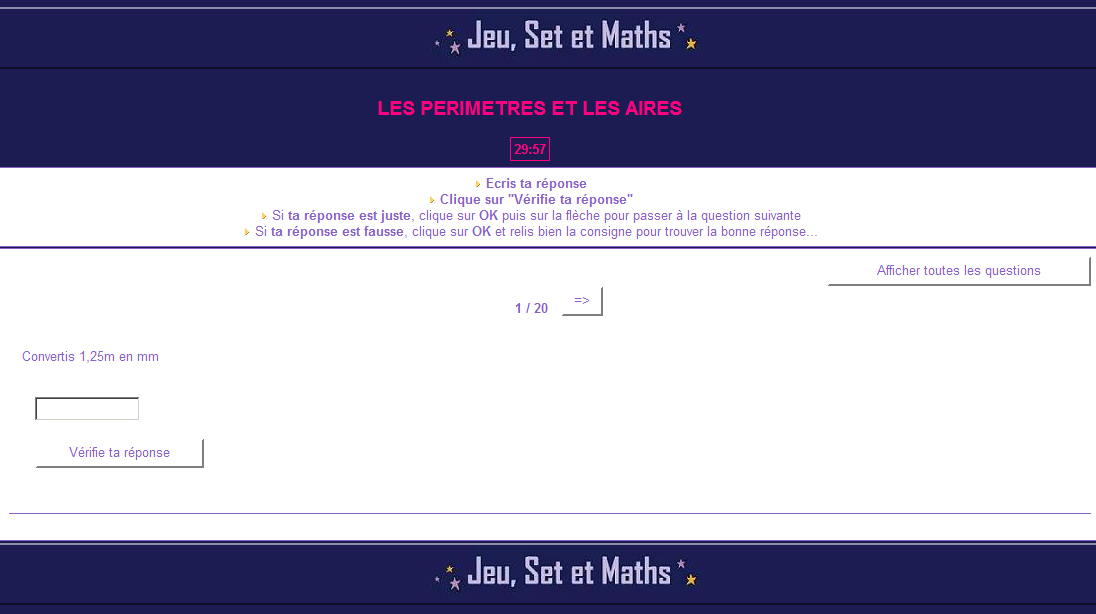 Jeu, Set et Maths
LES PERIMETRES ET LES AIRES
29:57
Ecris ta réponse
Clique sur "Vérifie ta réponse"
Si ta réponse est juste, clique sur OK puis sur la flèche pour passer à la question suivante
Si ta réponse est fausse, clique sur OK et relis bien la consigne pour trouver la bonne réponse...
Afficher toutes les questions
1 / 20 =>
Convertis 1,25m en mm
Vérifie ta réponse
Jeu, Set et Maths